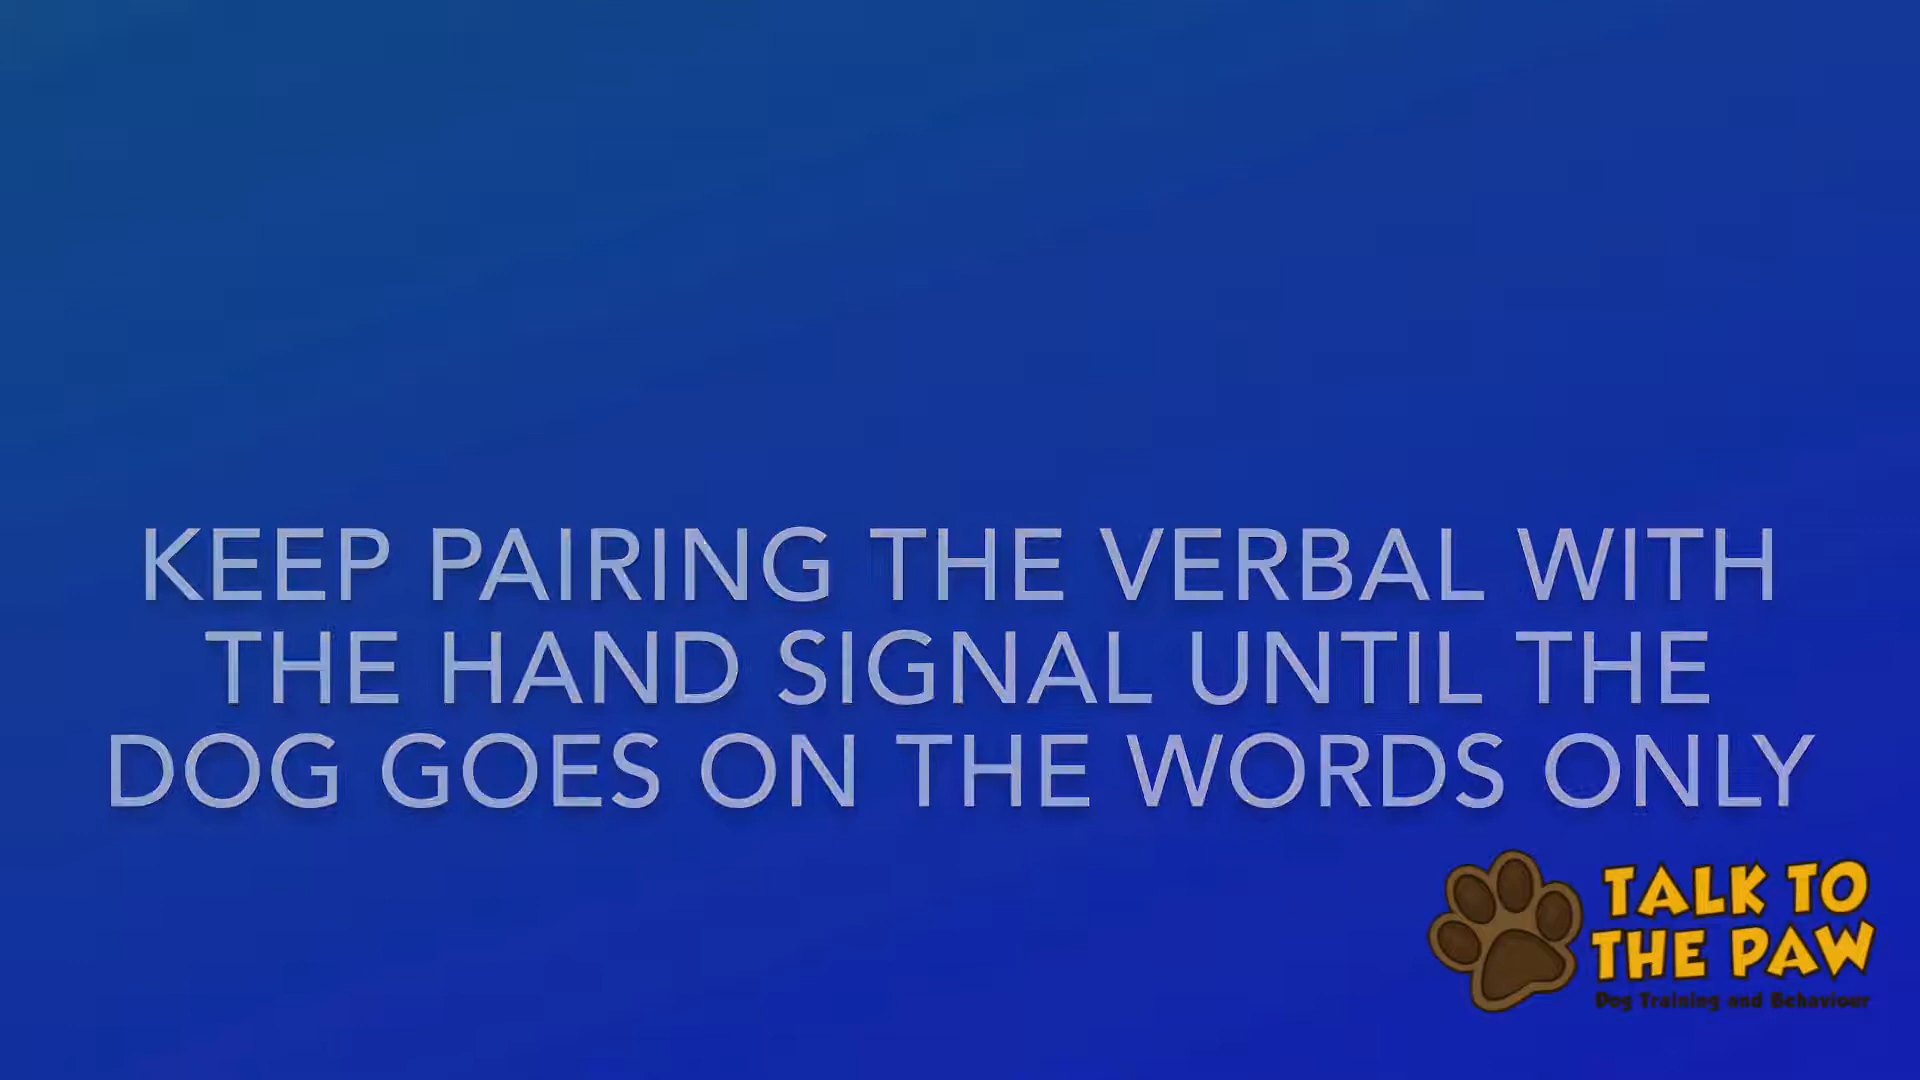 KEEP PAIRING THE VERBAL WITH
THE HAND SIGNAL UNTIL THE
DOG GOES ON THE WORDS ONLY
TALK TO
THE PAW
Dog Training and Behaviour